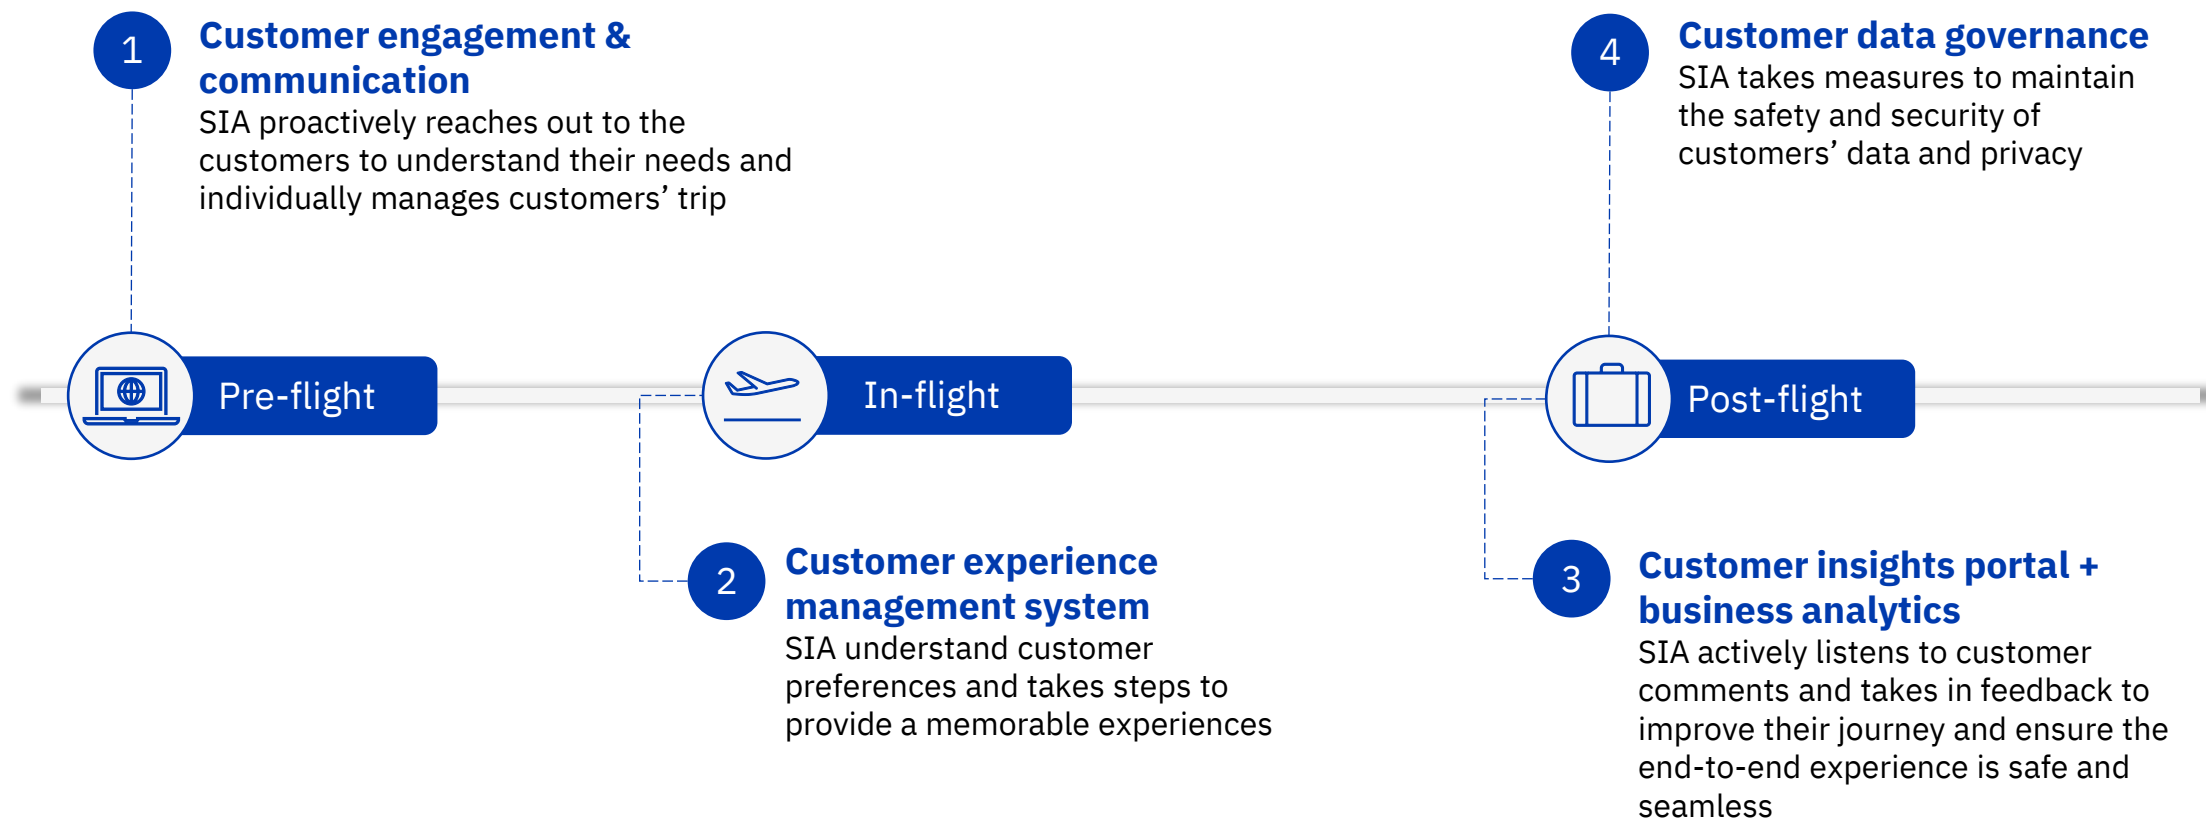 1
Customer engagement &
communication
SIA proactively reaches out to the
customers to understand their needs and
individually manages customers’ trip
4
Customer data governance
SIA takes measures to maintain
the safety and security of
customers’ data and privacy
Pre-flight
In-flight
Post-flight
2
Customer experience
management system
SIA understand customer
preferences and takes steps to
provide a memorable experiences
3
Customer insights portal +
business analytics
SIA actively listens to customer
comments and takes in feedback to
improve their journey and ensure the
end-to-end experience is safe and
seamless